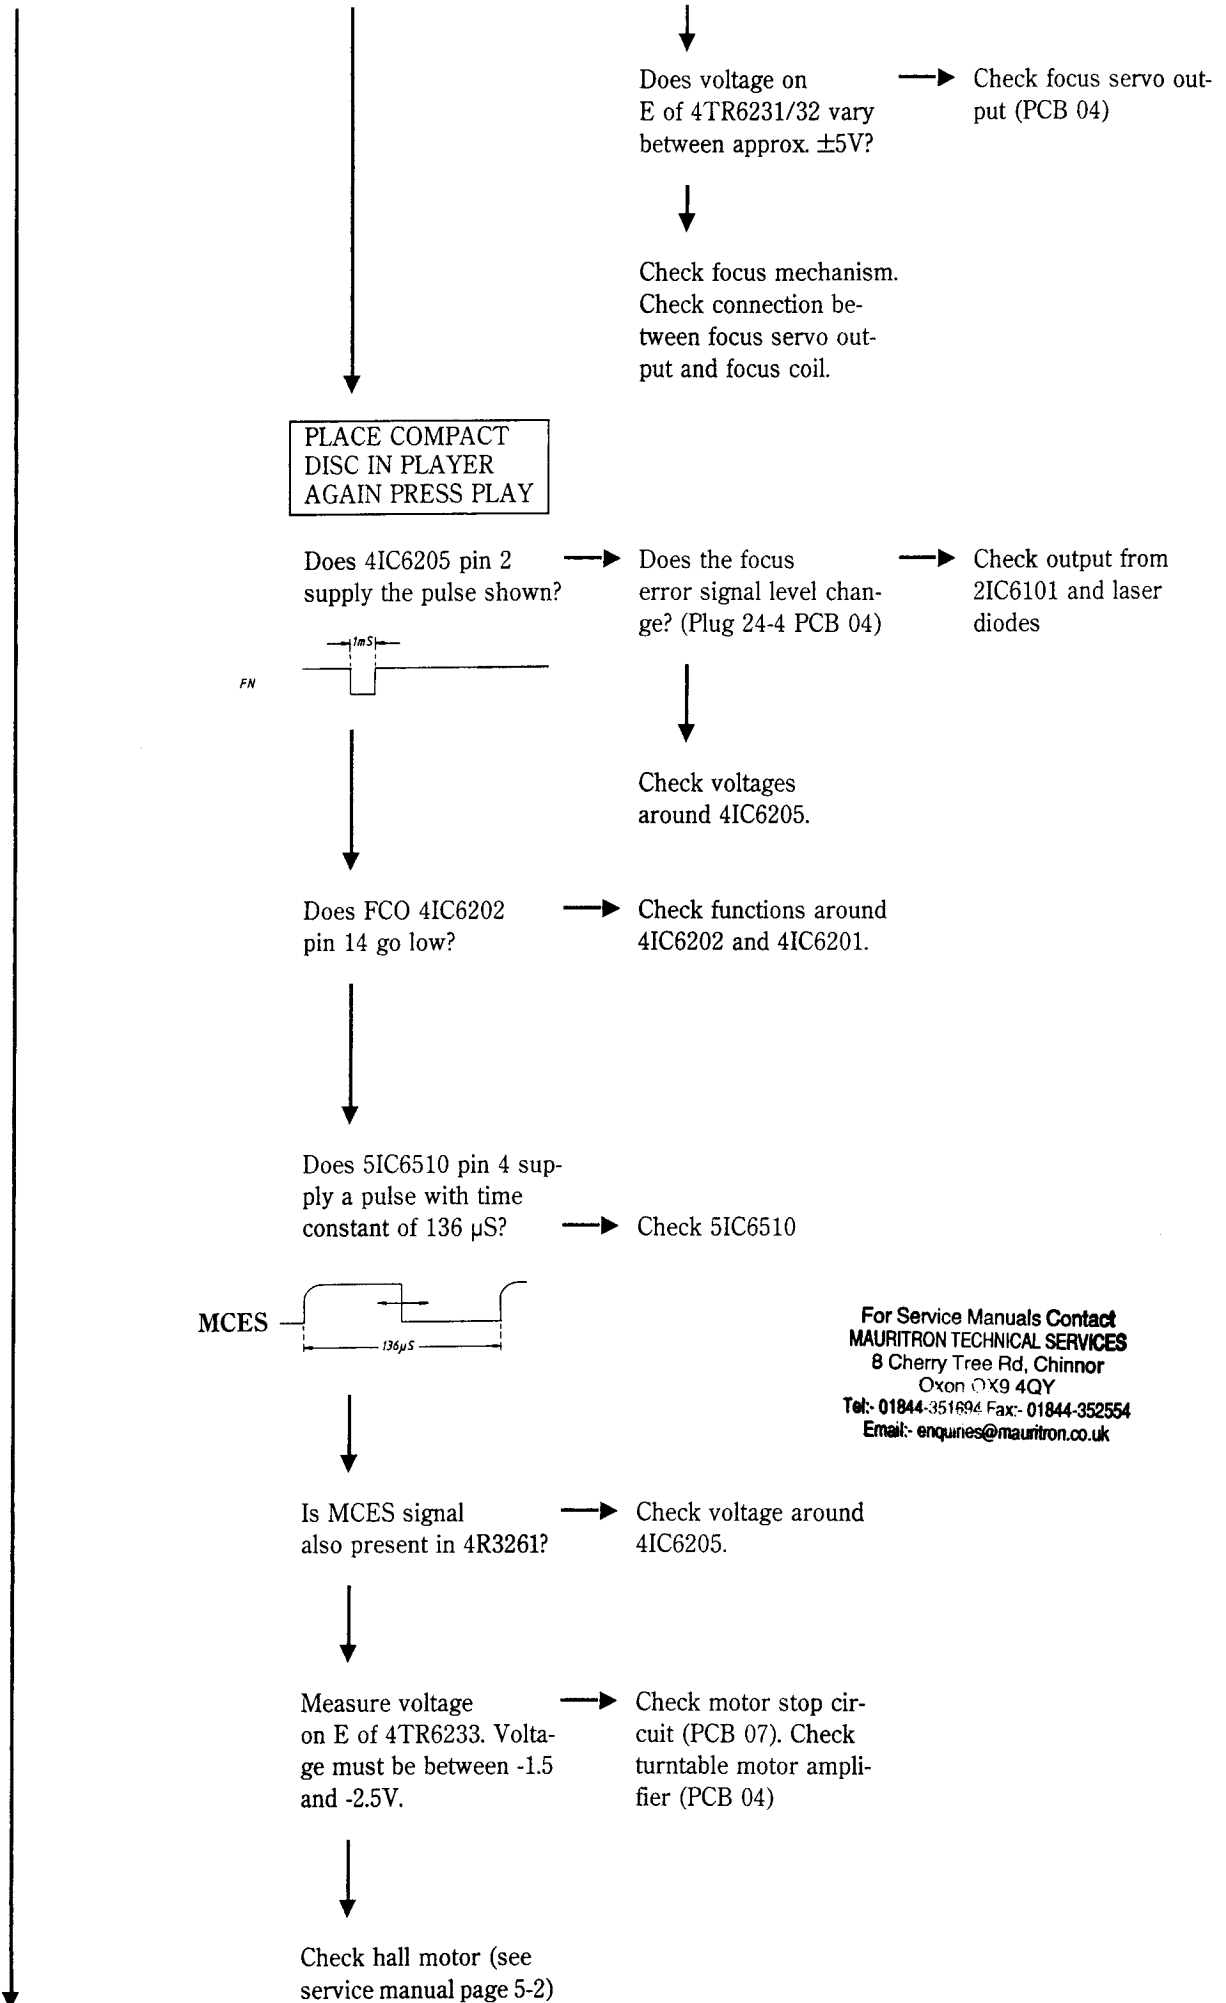 Does voltage on
E of 4TR6231/32 vary
between approx. ±5V?
Check focus servo out-
put (PCB 04)
Check focus mechanism.
Check connection be-
tween focus servo out-
put and focus coil.
PLACE COMPACT
DISC IN PLAYER
AGAIN PRESS PLAY
Does 4IC6205 pin 2
supply the pulse shown?
1mS
FN
Does the focus
error signal level chan-
ge? (Plug 24-4 PCB 04)
Check output from
2IC6101 and laser
diodes
Check voltages
around 4IC6205.
Does FCO 4IC6202
pin 14 go low?
Check functions around
4IC6202 and 4IC6201.
Does 5IC6510 pin 4 sup-
ply a pulse with time
constant of 136 µS?
Check 5IC6510
MCES
136µS
For Service Manuals Contact
MAURITRON TECHNICAL SERVICES
8 Cherry Tree Rd, Chinnor
Oxon OX9 4QY
Tel:- 01844-351694 Fax:- 01844-352554
Email:- enquiries@mauritron.co.uk
Is MCES signal
also present in 4R3261?
Check voltage around
4IC6205.
Measure voltage
on E of 4TR6233. Volta-
ge must be between -1.5
and -2.5V.
Check motor stop cir-
cuit (PCB 07). Check
turntable motor ampli-
fier (PCB 04)
Check hall motor (see
service manual page 5-2)